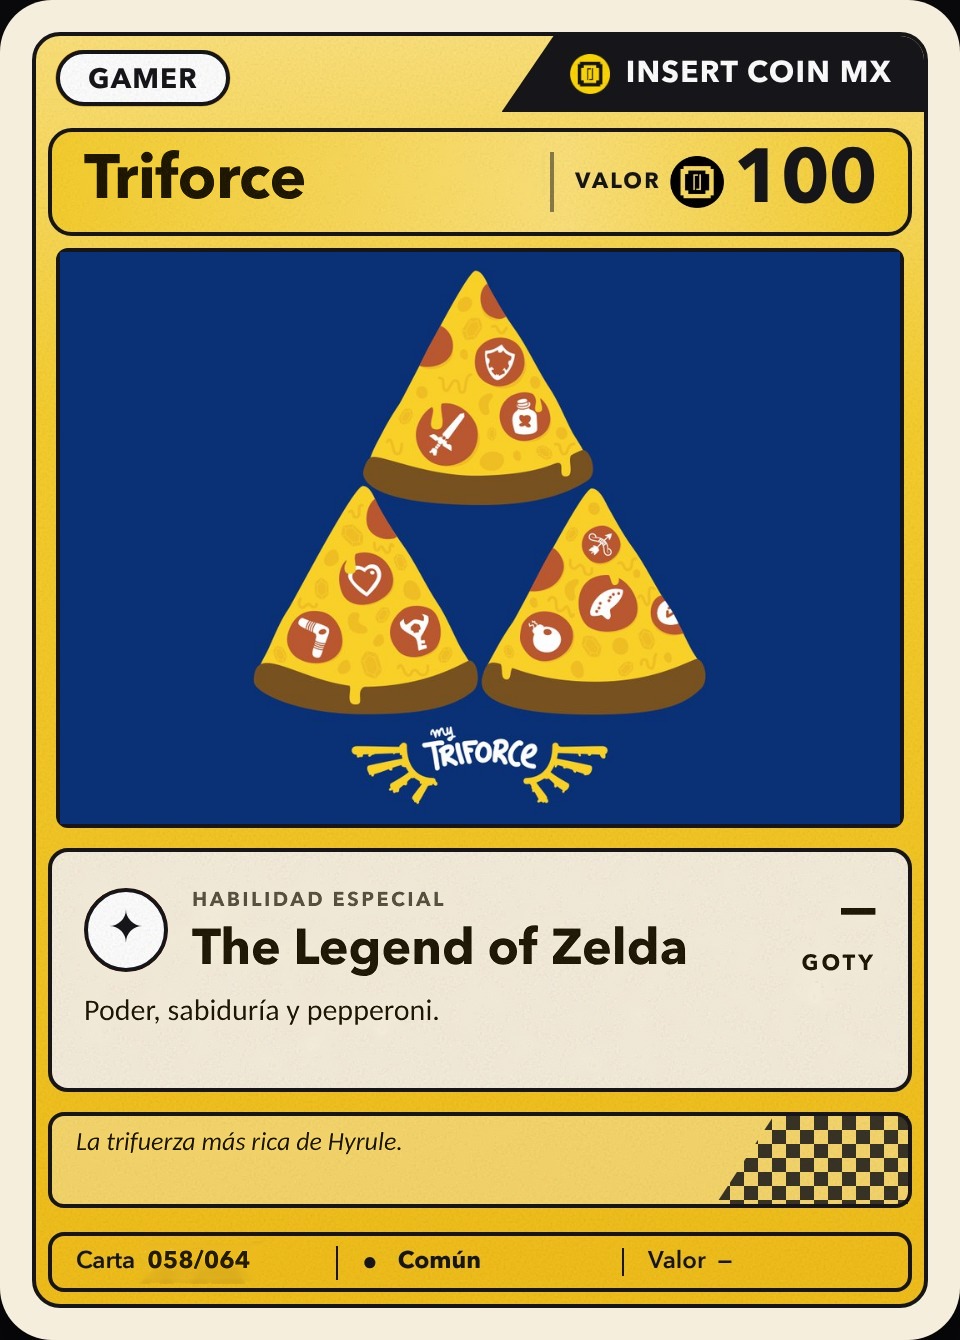 GAMER
INSERT COIN MX
Triforce
VALOR 100
my
TRIFORCE
HABILIDAD ESPECIAL
The Legend of Zelda
–
GOTY
Poder, sabiduría y pepperoni.
La trifuerza más rica de Hyrule.
Carta 058/064
● Común
Valor –